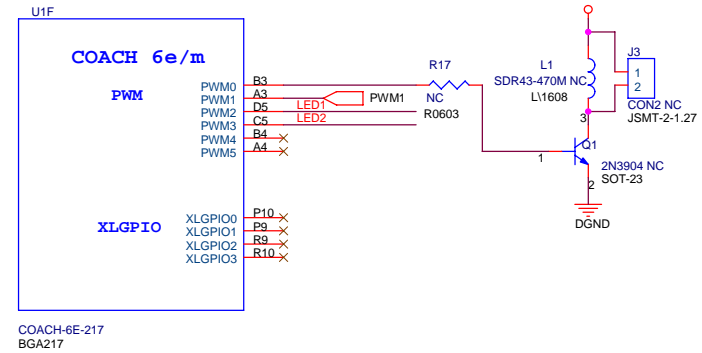 U1F
COACH 6e/m
PWM
PWM0 B3
PWM1 A3
PWM2 D5 LED1
PWM3 C5 LED2
PWM4 B4
PWM5 A4
PWM1
R17
NC
R0603
L1
SDR43-470M NC
L\1608
J3
1
2
CON2 NC
JSMT-2-1.27
3
Q1
1
2N3904 NC
SOT-23
2
DGND
XLGPIO
XLGPIO0 P10
XLGPIO1 P9
XLGPIO2 R9
XLGPIO3 R10
COACH-6E-217
BGA217